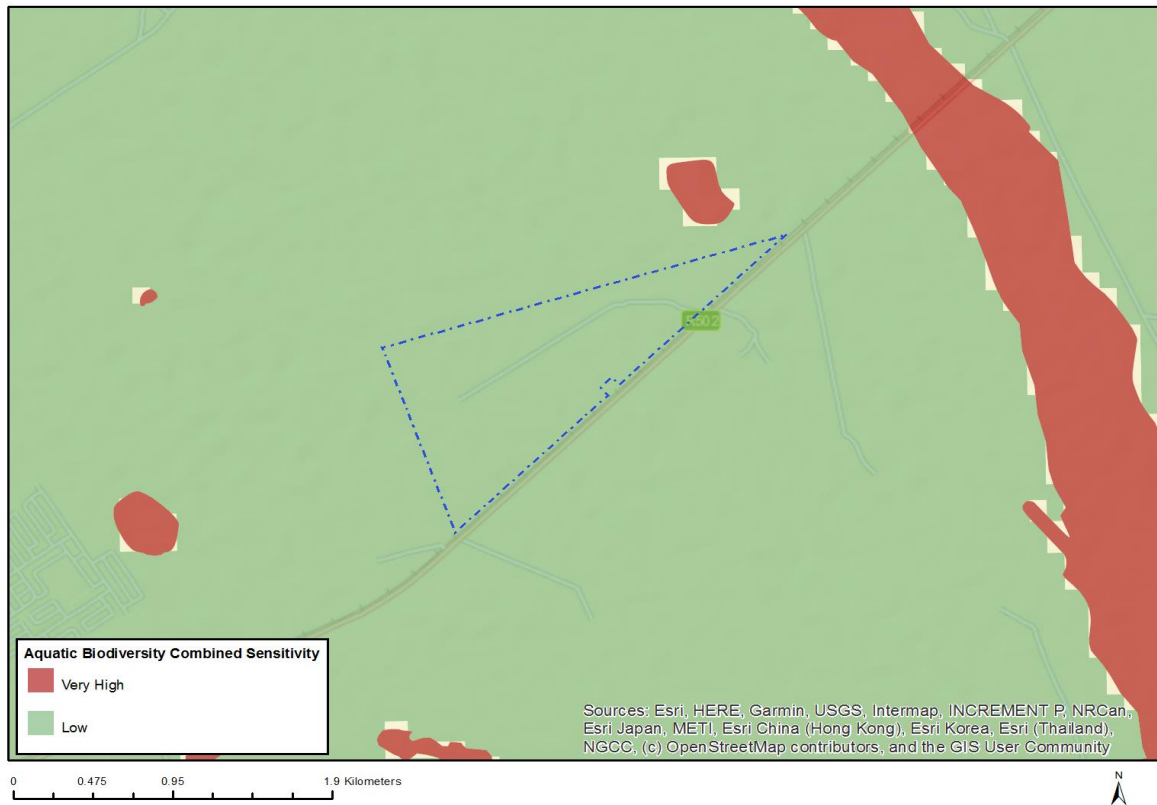 R502
Aquatic Biodiversity Combined Sensitivity
Very High
Low
Sources: Esri, HERE, Garmin, USGS, Intermap, INCREMENT P, NRCan,
Esri Japan, METI, Esri China (Hong Kong), Esri Korea, Esri (Thailand),
NGCC, (c) OpenStreetMap contributors, and the GIS User Community
0 0.475 0.95 1.9 Kilometers
N